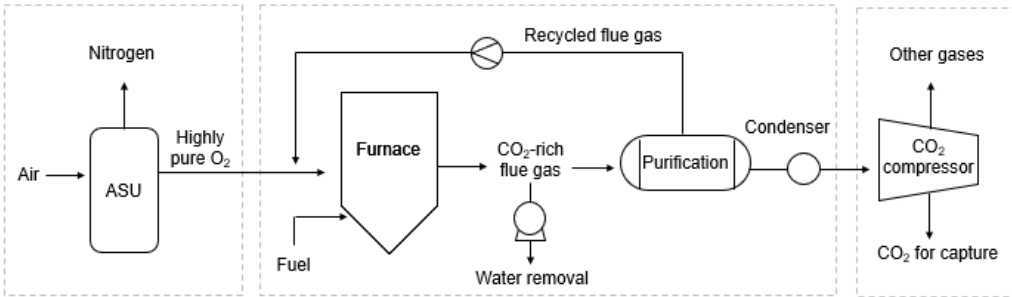 Nitrogen
Air
ASU
Highly
pure O₂
Recycled flue gas
Furnace
Fuel
CO₂-rich
flue gas
Water removal
Purification
Condenser
Other gases
CO₂
compressor
CO₂ for capture